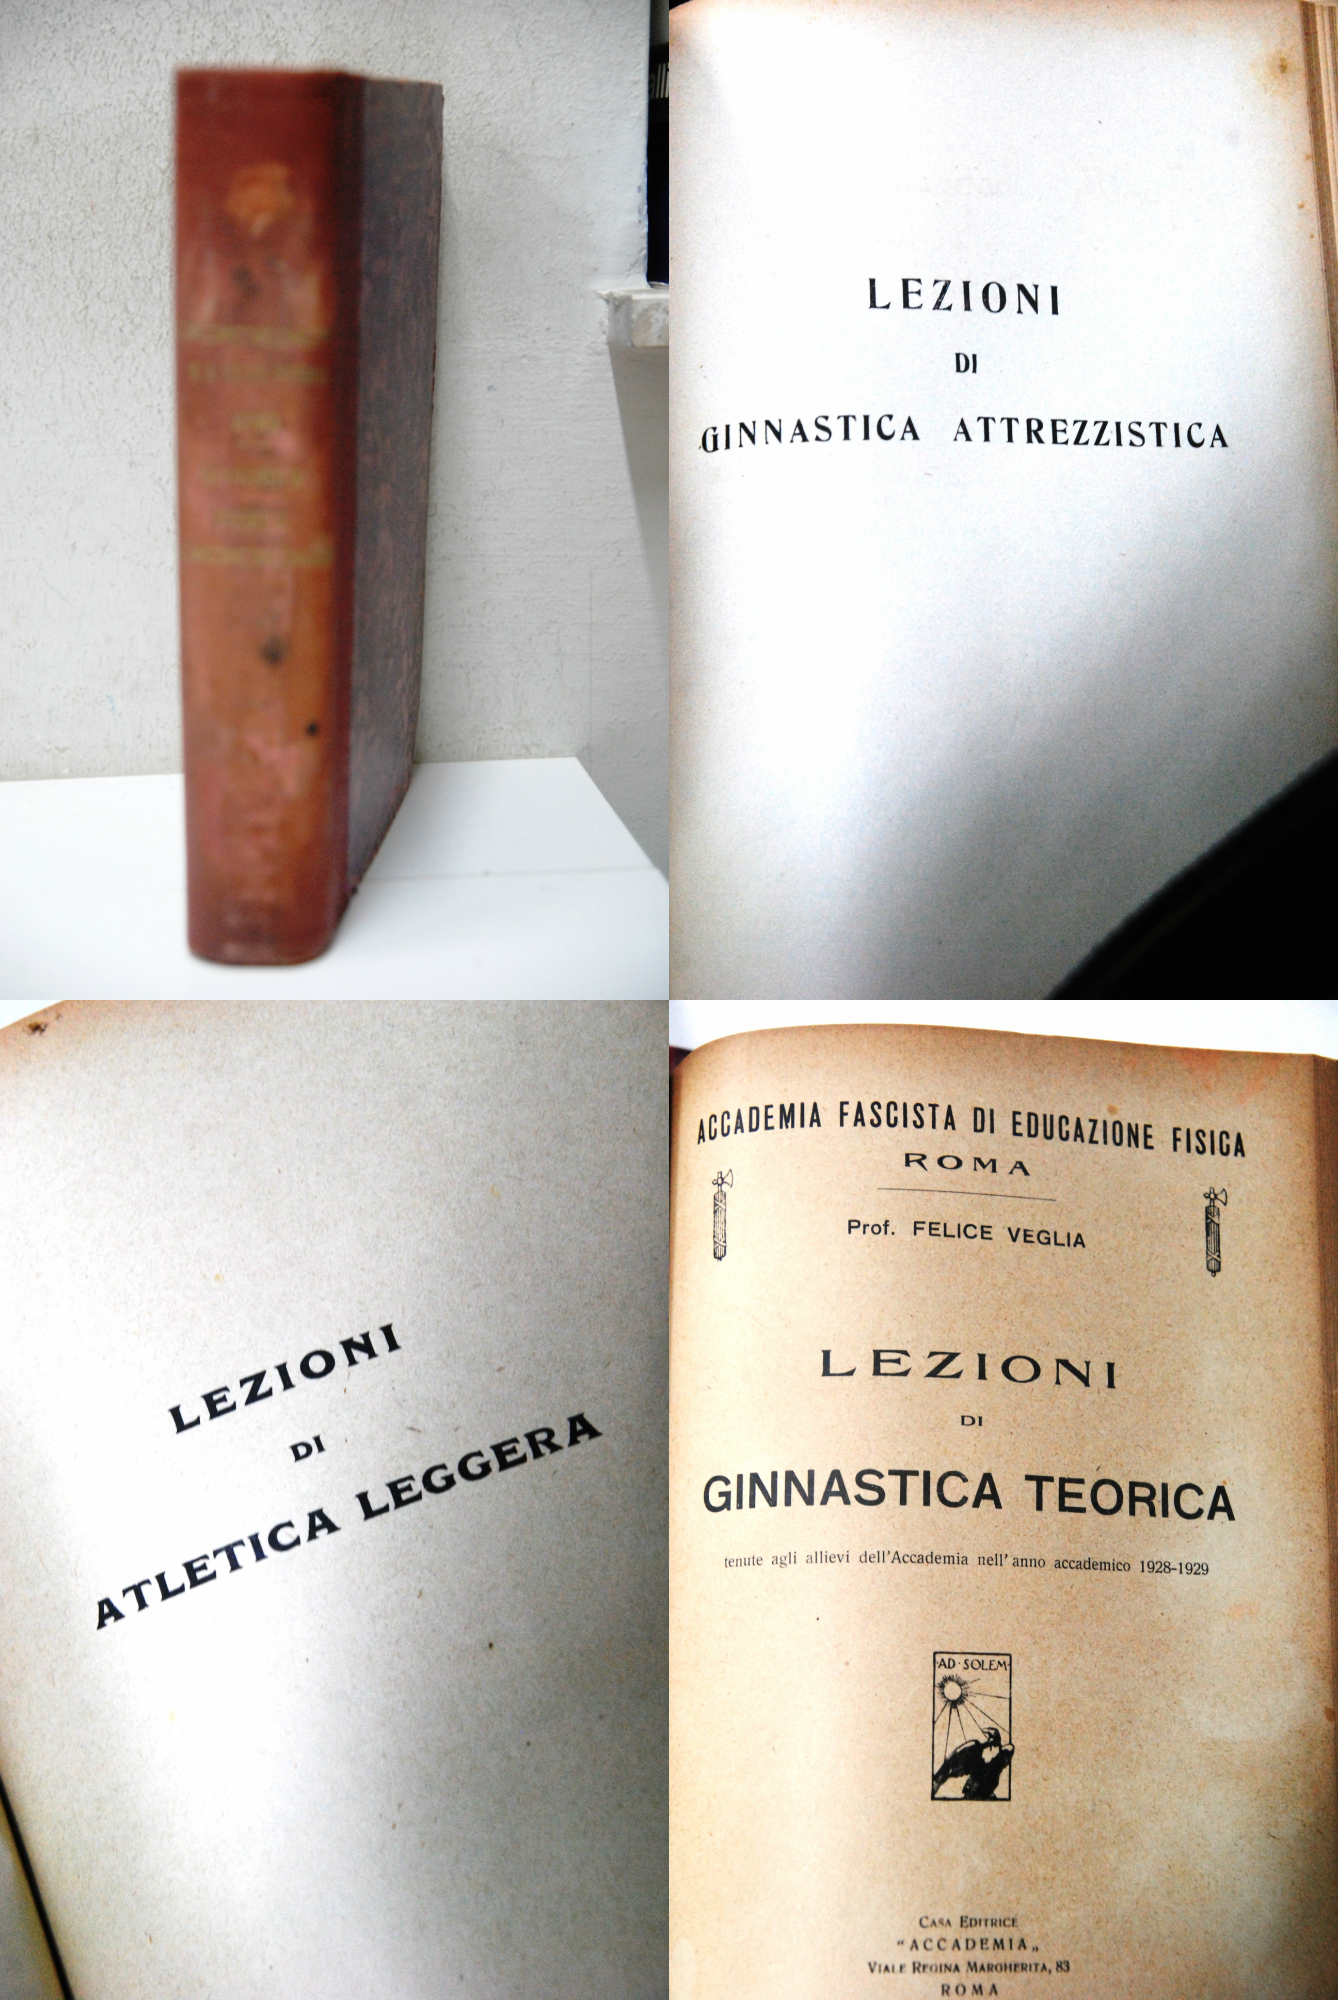 LEZIONI
DI
GINNASTICA ATTREZZISTICA
LEZIONI
DI
ATLETICA LEGGERA
ACCADEMIA FASCISTA DI EDUCAZIONE FISICA
ROMA
Prof. FELICE VEGLIA
LEZIONI
DI
GINNASTICA TEORICA
tenute agli allievi dell'Accademia nell'anno accademico 1928-1929
AD·SOLEM
CASA EDITRICE
"ACCADEMIA„
VIALE REGINA MARGHERITA, 83
ROMA